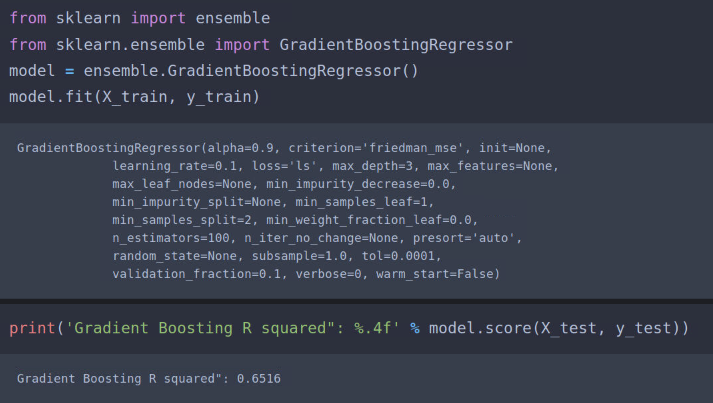 from sklearn import ensemble
from sklearn.ensemble import GradientBoostingRegressor
model = ensemble.GradientBoostingRegressor()
model.fit(X_train, y_train)
GradientBoostingRegressor(alpha=0.9, criterion='friedman_mse', init=None,
learning_rate=0.1, loss='ls', max_depth=3, max_features=None,
max_leaf_nodes=None, min_impurity_decrease=0.0,
min_impurity_split=None, min_samples_leaf=1,
min_samples_split=2, min_weight_fraction_leaf=0.0,
n_estimators=100, n_iter_no_change=None, presort='auto',
random_state=None, subsample=1.0, tol=0.0001,
validation_fraction=0.1, verbose=0, warm_start=False)
print('Gradient Boosting R squared": %.4f' % model.score(X_test, y_test))
Gradient Boosting R squared": 0.6516